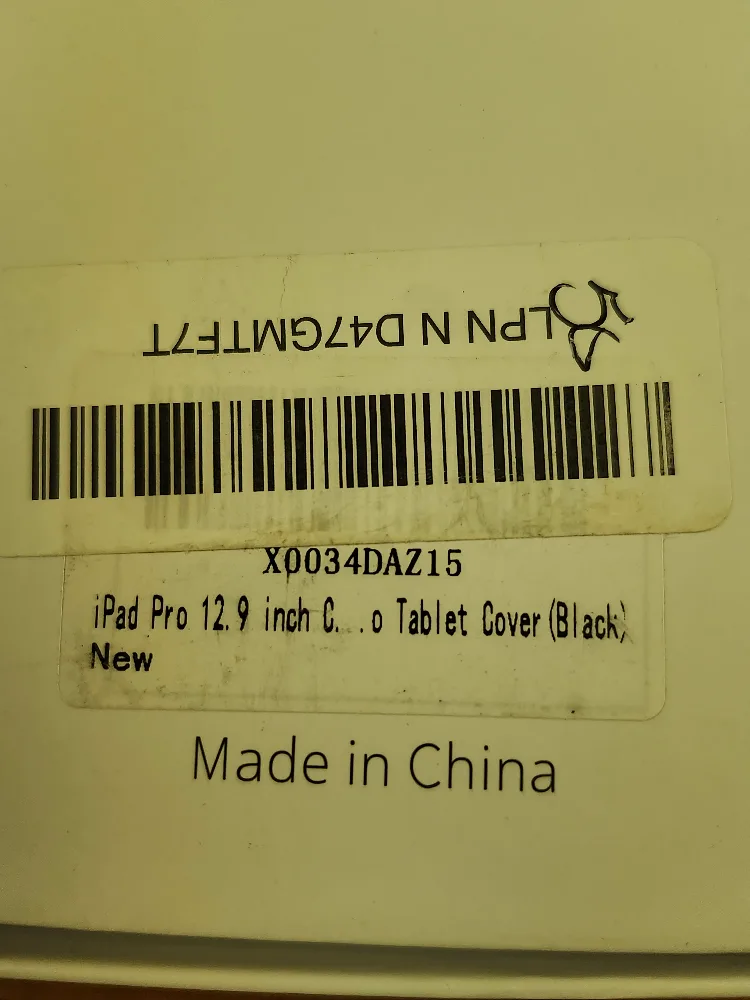 LPN N D47GMTF7T
X0034DAZ15
iPad Pro 12.9 inch C...o Tablet Cover(Black)
New
Made in China